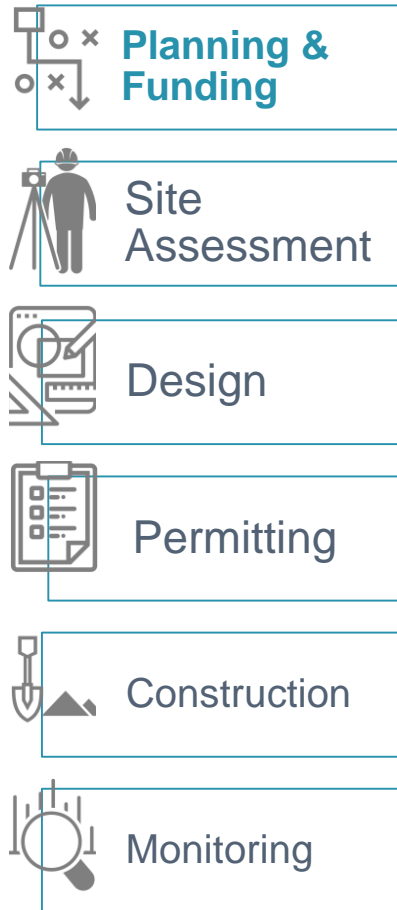 Planning &
Funding
Site
Assessment
Design
Permitting
Construction
Monitoring